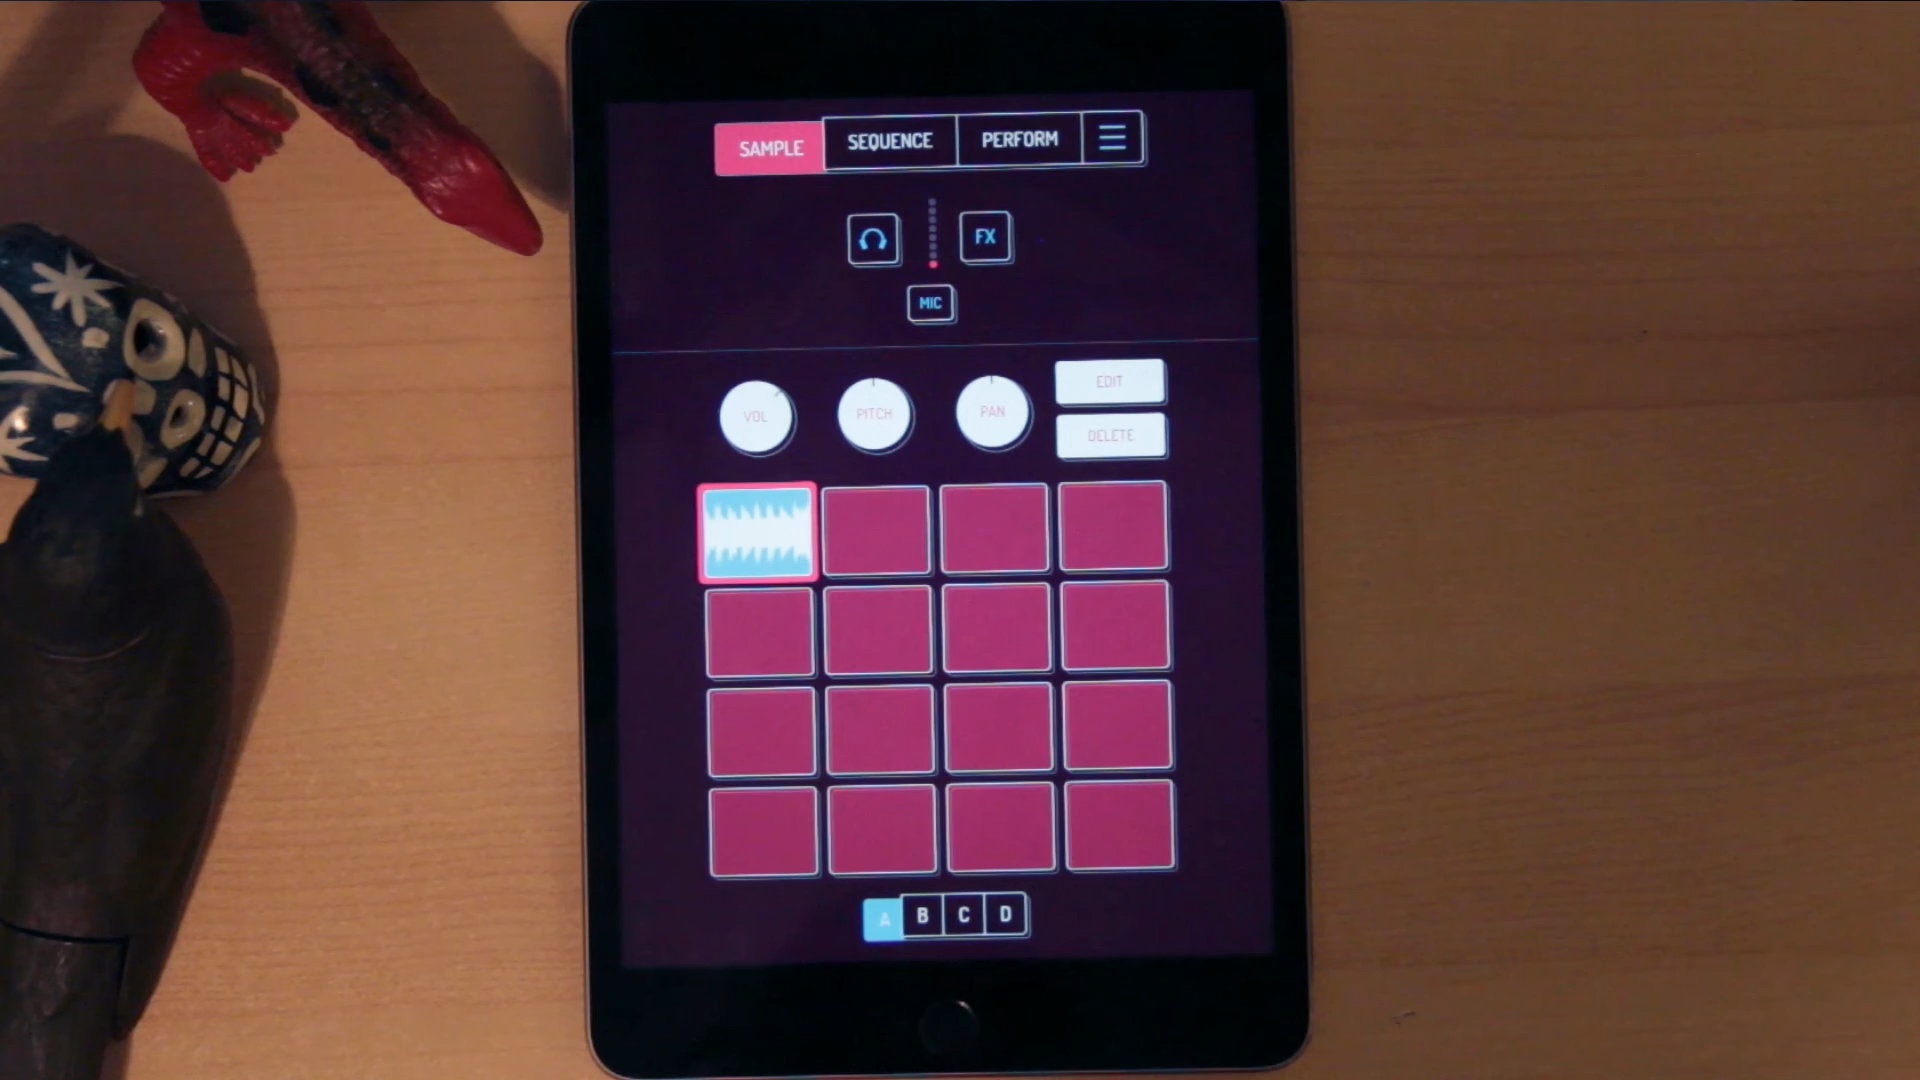 SAMPLE SEQUENCE PERFORM
FX
MIC
VOL PITCH PAN EDIT
DELETE
A B C D